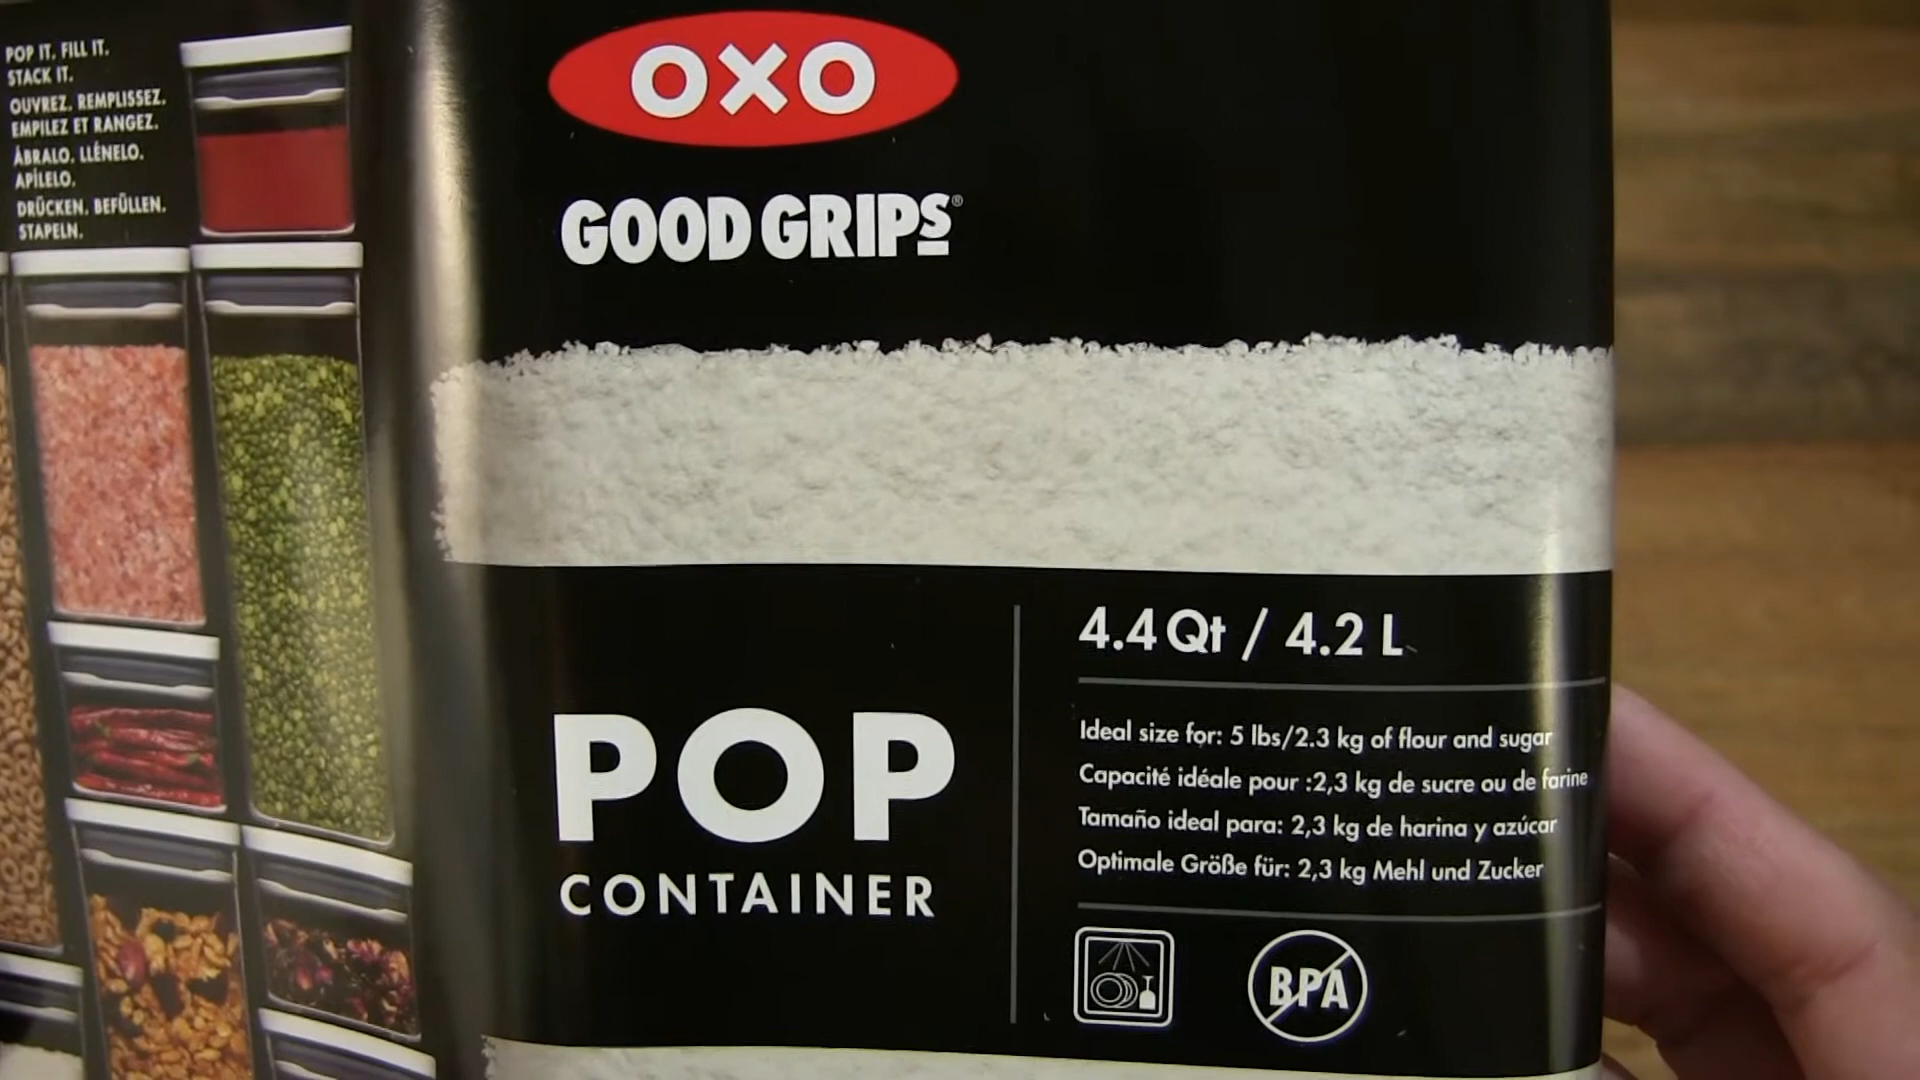 POP IT. FILL IT.
STACK IT.
OUVREZ. REMPLISSEZ.
EMPILEZ ET RANGEZ.
ÁBRALO. LLÉNELO.
APÍLELO.
DRÜCKEN. BEFÜLLEN.
STAPELN.
OXO
GOOD GRIPS®
POP
CONTAINER
4.4 Qt / 4.2 L
Ideal size for: 5 lbs/2.3 kg of flour and sugar
Capacité idéale pour :2,3 kg de sucre ou de farine
Tamaño ideal para: 2,3 kg de harina y azúcar
Optimale Größe für: 2,3 kg Mehl und Zucker
BPA